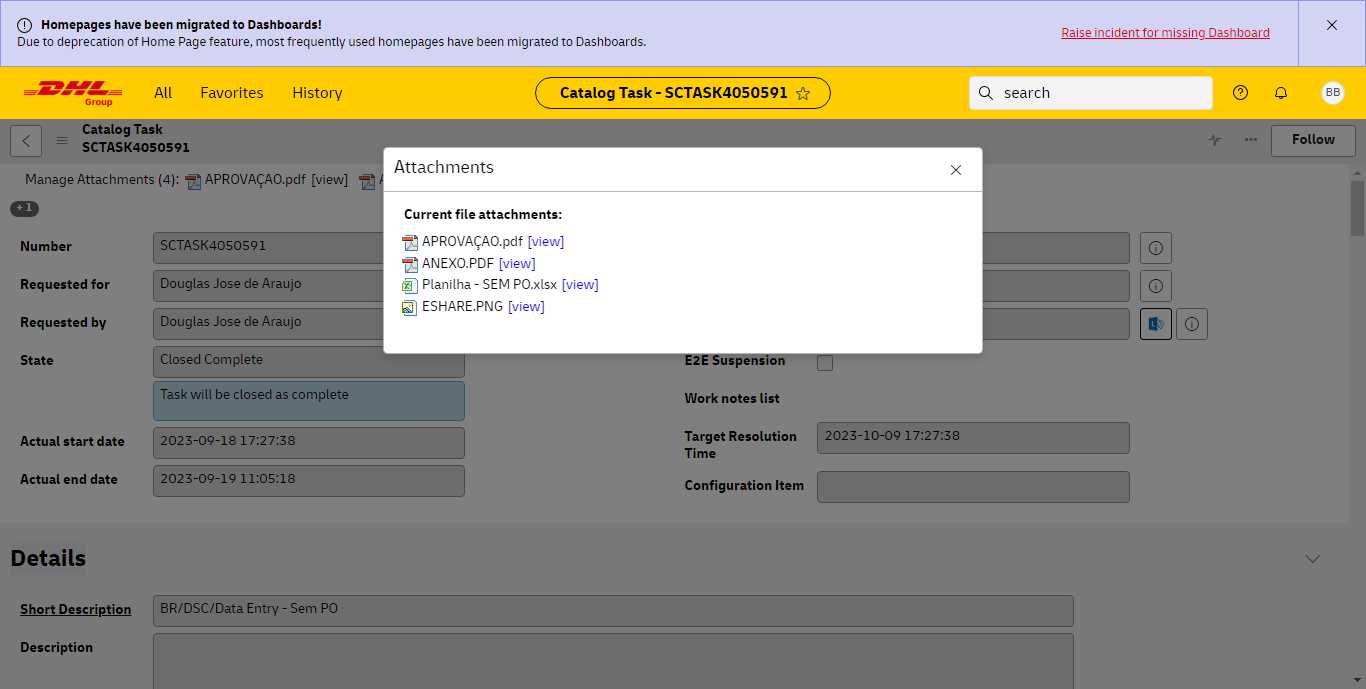 Homepages have been migrated to Dashboards!
Due to deprecation of Home Page feature, most frequently used homepages have been migrated to Dashboards.
Raise incident for missing Dashboard
DHL
Group
All
Favorites
History
Catalog Task - SCTASK4050591
search
BB
Catalog Task
SCTASK4050591
Follow
Manage Attachments (4): APROVAÇAO.pdf [view]
+1
Attachments
Current file attachments:
APROVAÇAO.pdf [view]
ANEXO.PDF [view]
Planilha - SEM PO.xlsx [view]
ESHARE.PNG [view]
Number
SCTASK4050591
Requested for
Douglas Jose de Araujo
Requested by
Douglas Jose de Araujo
State
Closed Complete
Task will be closed as complete
Actual start date
2023-09-18 17:27:38
Actual end date
2023-09-19 11:05:18
E2E Suspension
Work notes list
Target Resolution
Time
2023-10-09 17:27:38
Configuration Item
Details
Short Description
BR/DSC/Data Entry - Sem PO
Description